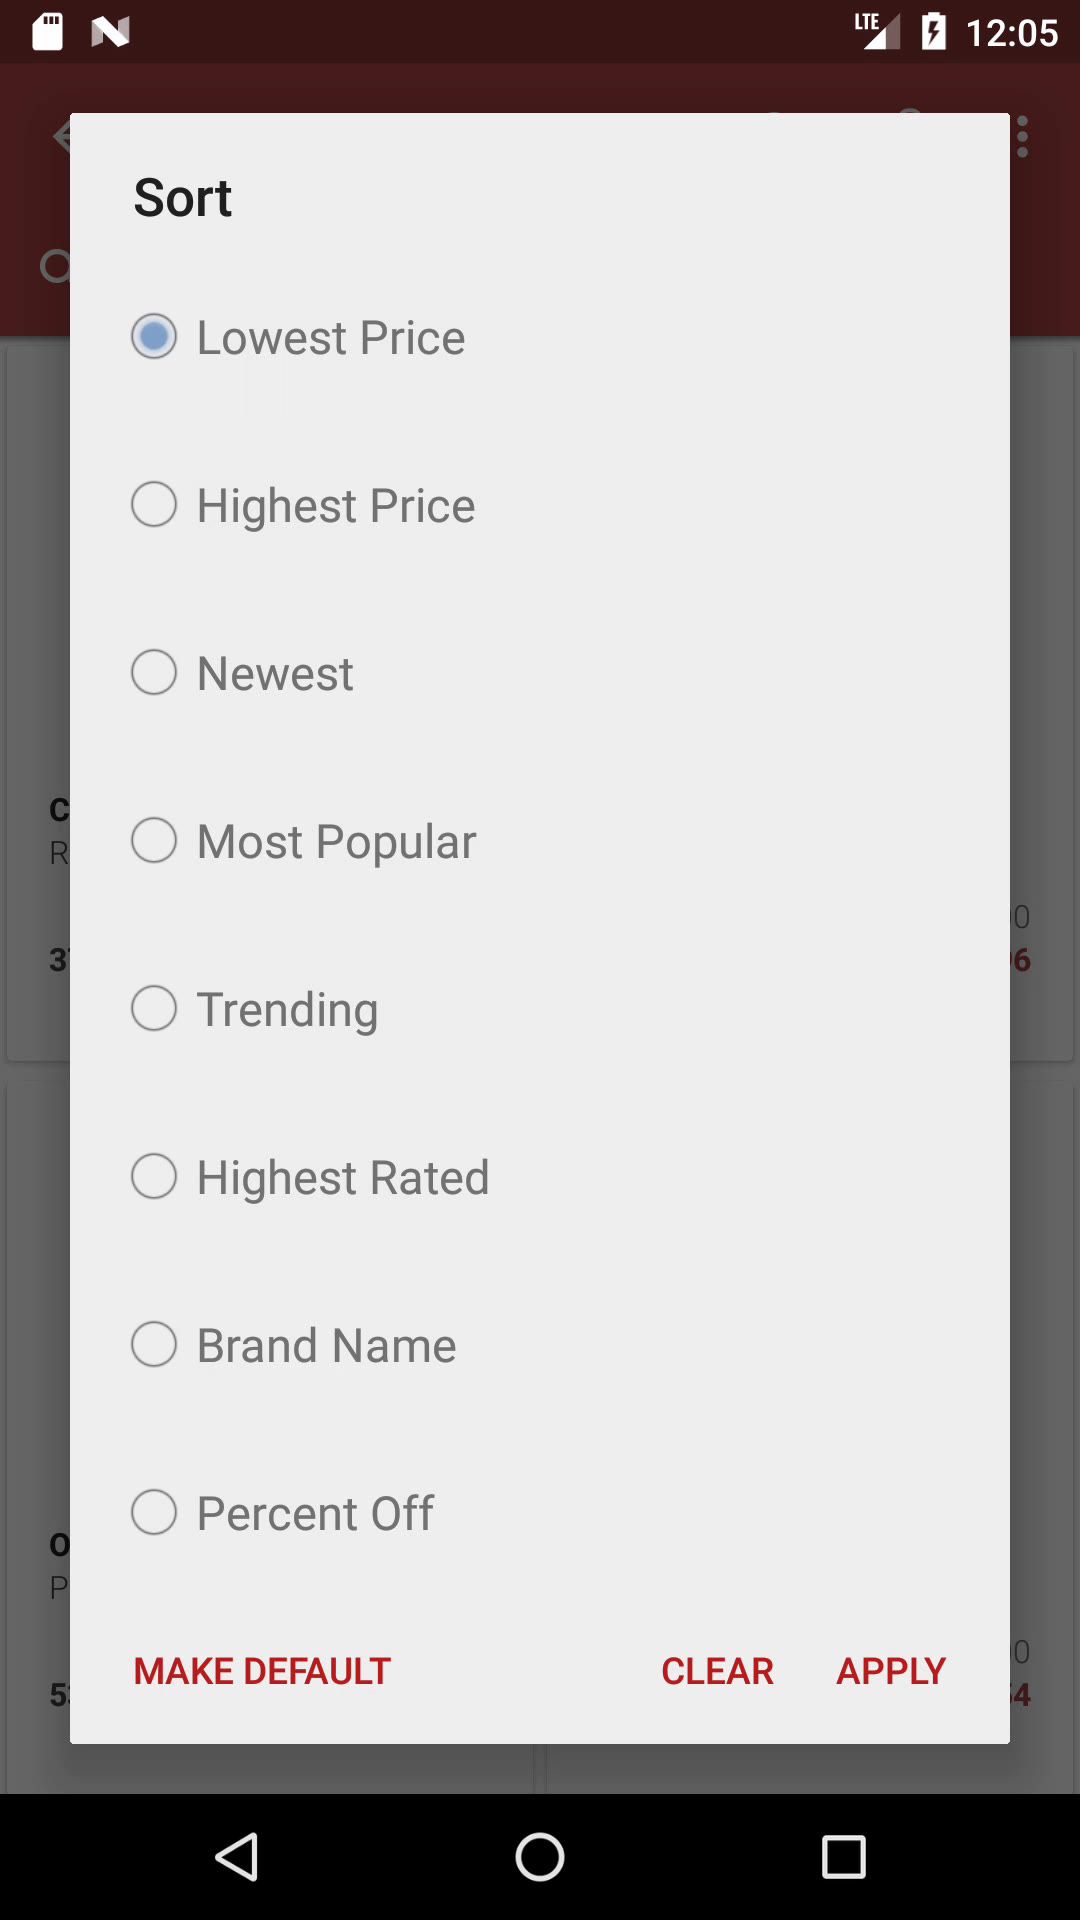 LTE 12:05
Sort
Lowest Price
Highest Price
Newest
Most Popular
Trending
Highest Rated
Brand Name
Percent Off
MAKE DEFAULT CLEAR APPLY